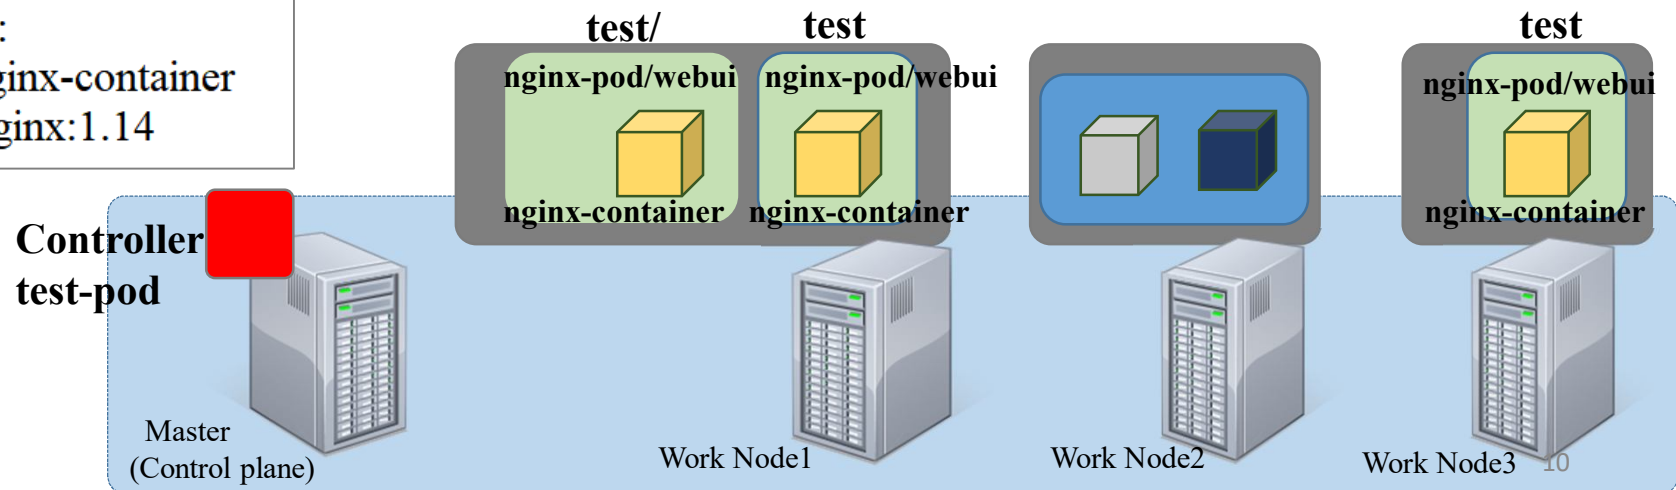 :
ginx-container
ginx:1.14
test/
test
test
nginx-pod/webui
nginx-pod/webui
nginx-pod/webui
nginx-container
nginx-container
nginx-container
Controller
test-pod
Master
(Control plane)
Work Node1
Work Node2
Work Node3
10